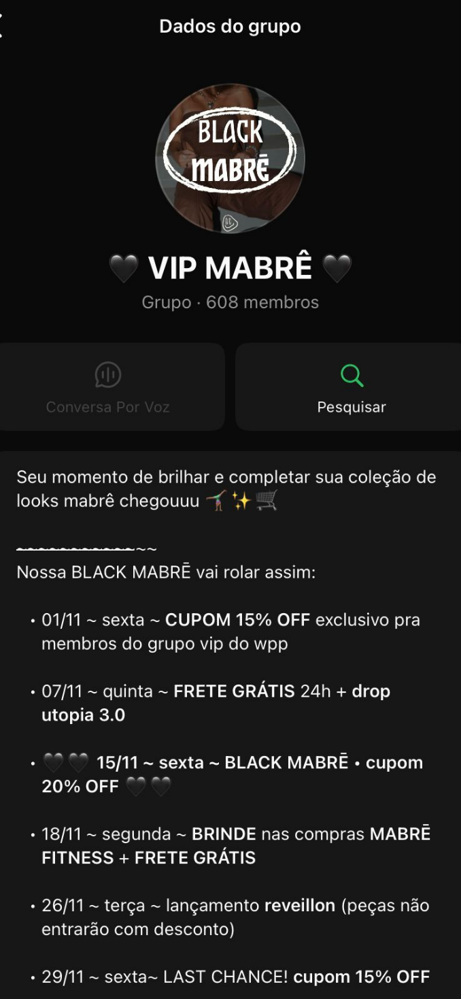 Dados do grupo
BLACK
MABRĒ
🖤 VIP MABRÊ 🖤
Grupo · 608 membros
Conversa Por Voz
Pesquisar
Seu momento de brilhar e completar sua coleção de
looks mabrê chegouuu 🤸🏾‍♀️✨🛒
~~~~~~~~~~~~~
Nossa BLACK MABRĒ vai rolar assim:
• 01/11 ~ sexta ~ CUPOM 15% OFF exclusivo pra
membros do grupo vip do wpp
• 07/11 ~ quinta ~ FRETE GRÁTIS 24h + drop
utopia 3.0
• 🖤🖤 15/11 ~ sexta ~ BLACK MABRĒ • cupom
20% OFF 🖤🖤
• 18/11 ~ segunda ~ BRINDE nas compras MABRĒ
FITNESS + FRETE GRÁTIS
• 26/11 ~ terça ~ lançamento reveillon (peças não
entrarão com desconto)
• 29/11 ~ sexta~ LAST CHANCE! cupom 15% OFF